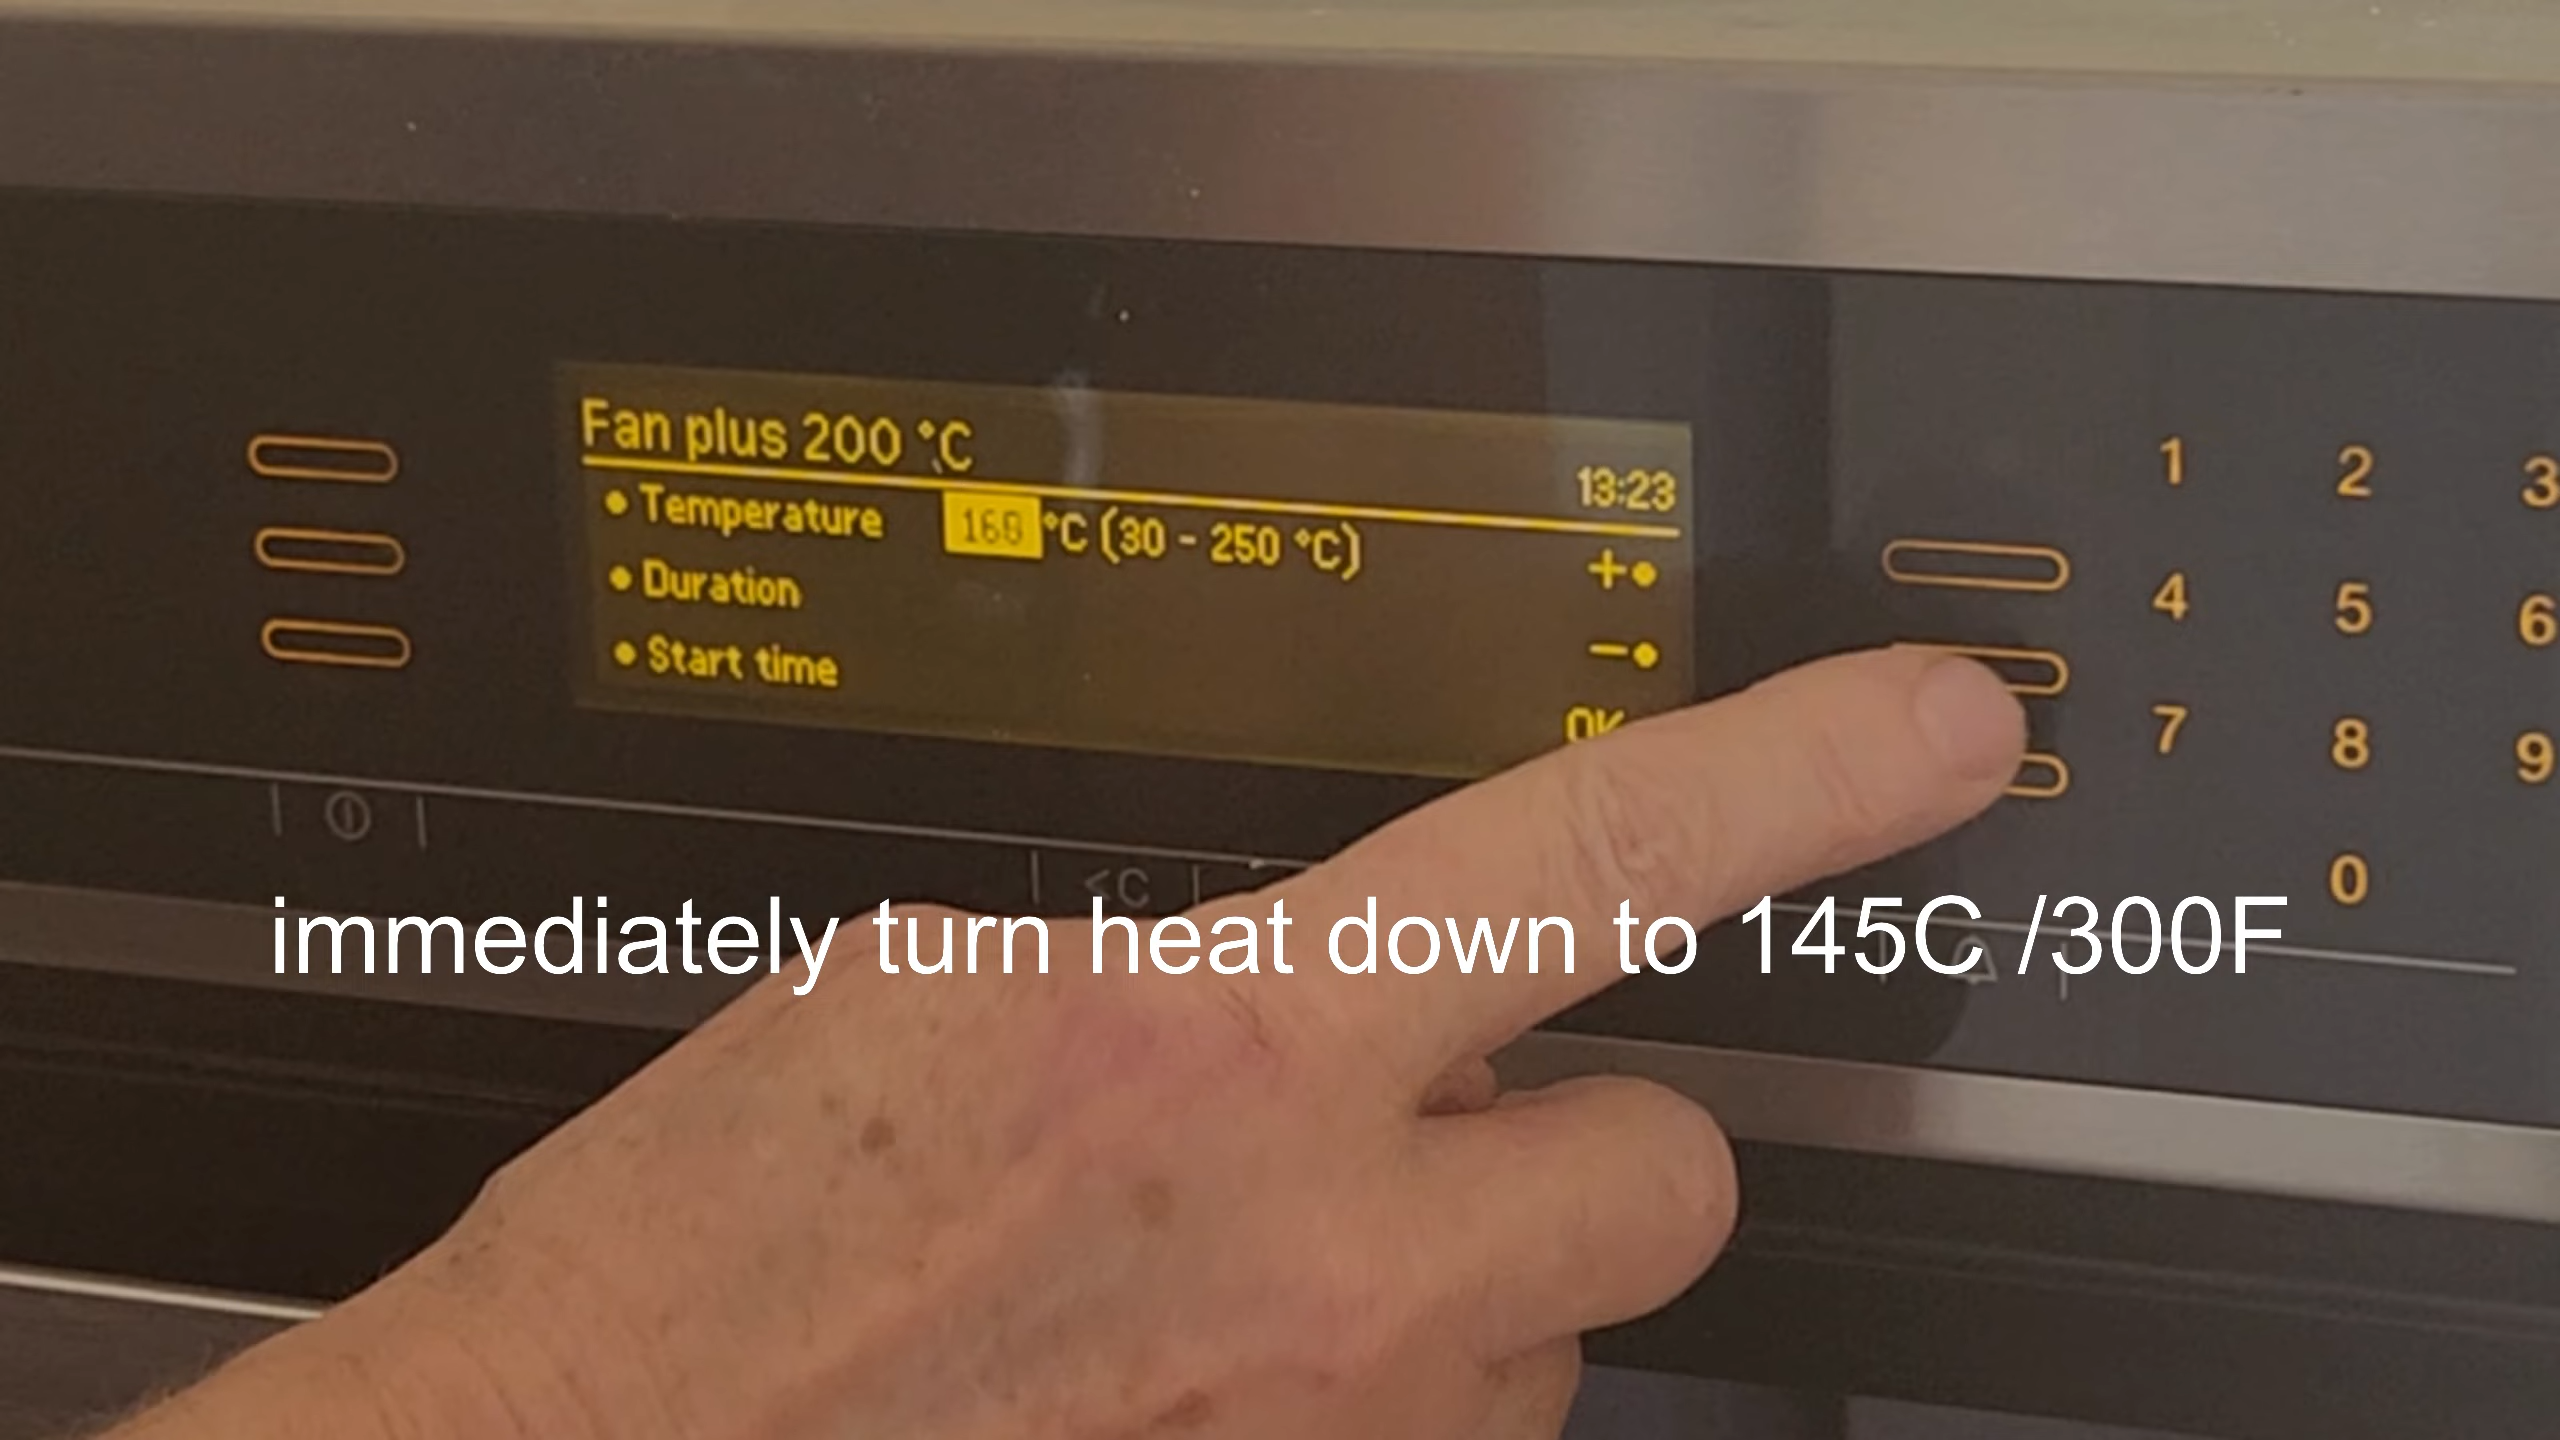 Fan plus 200 °C
13:23
Temperature °C (30 - 250 °C)
+
Duration
−
Start time
OK
1 2 3
4 5 6
7 8 9
0
<C
immediately turn heat down to 145C /300F